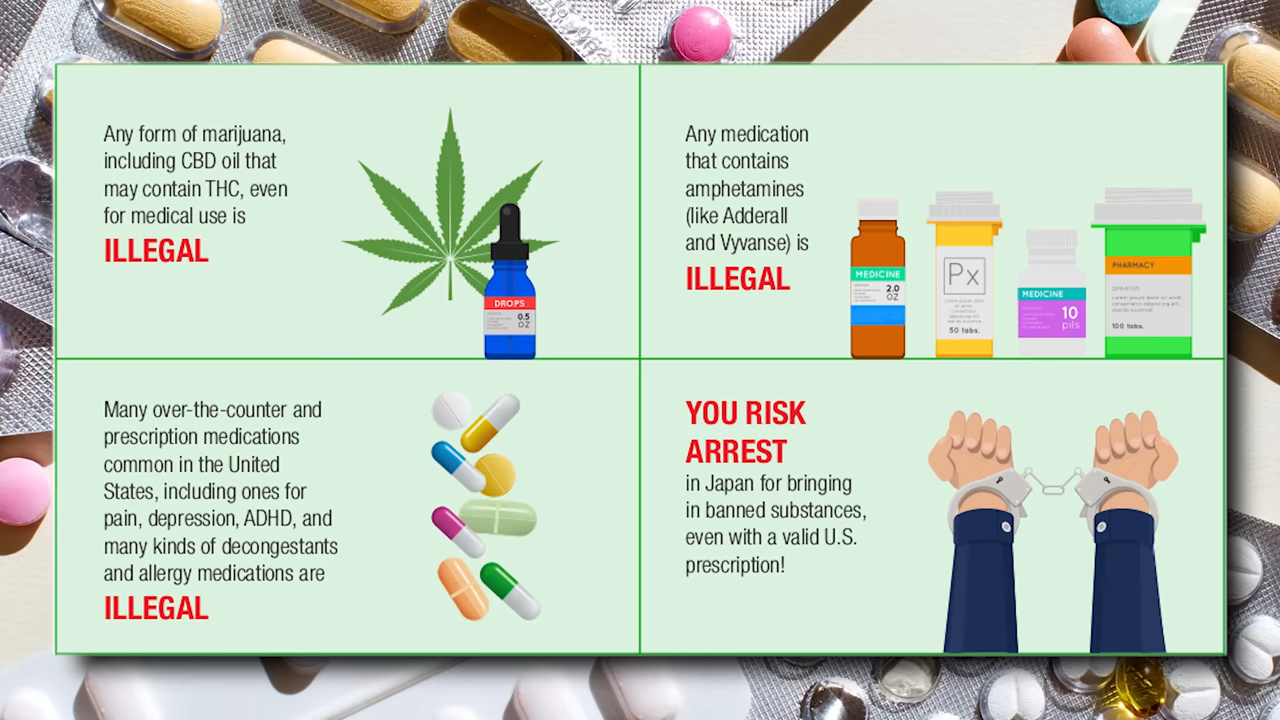 Any form of marijuana,
including CBD oil that
may contain THC, even
for medical use is
ILLEGAL
DROPS
0.5
OZ
Any medication
that contains
amphetamines
(like Adderall
and Vyvanse) is
ILLEGAL
MEDICINE
2.0
OZ
Px
50 tabs.
MEDICINE
10
pils
PHARMACY
100 tabs.
Many over-the-counter and
prescription medications
common in the United
States, including ones for
pain, depression, ADHD, and
many kinds of decongestants
and allergy medications are
ILLEGAL
YOU RISK
ARREST
in Japan for bringing
in banned substances,
even with a valid U.S.
prescription!